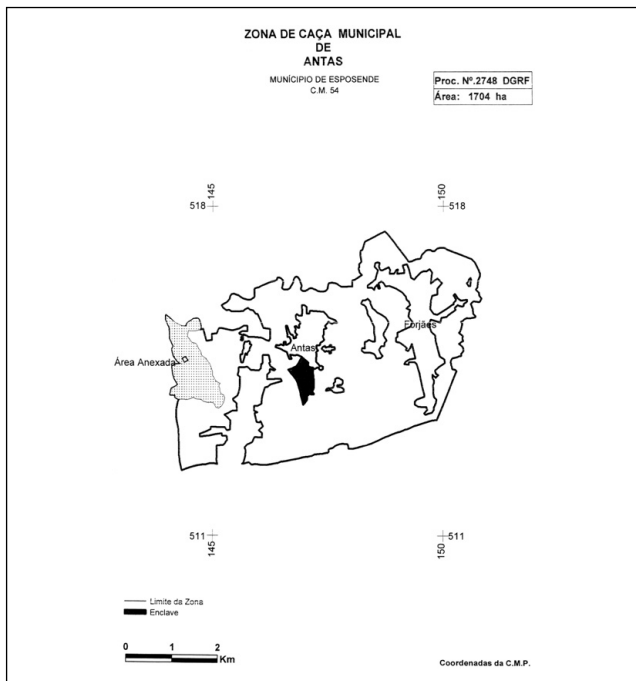 ZONA DE CAÇA MUNICIPAL
DE
ANTAS
MUNÍCIPIO DE ESPOSENDE
C.M. 54
Proc. Nº.2748 DGRF
Área: 1704 ha
145
150
518
518
Forjães
Antas
Área Anexada
511
511
145
150
Limite da Zona
Enclave
0 1 2
Km
Coordenadas da C.M.P.